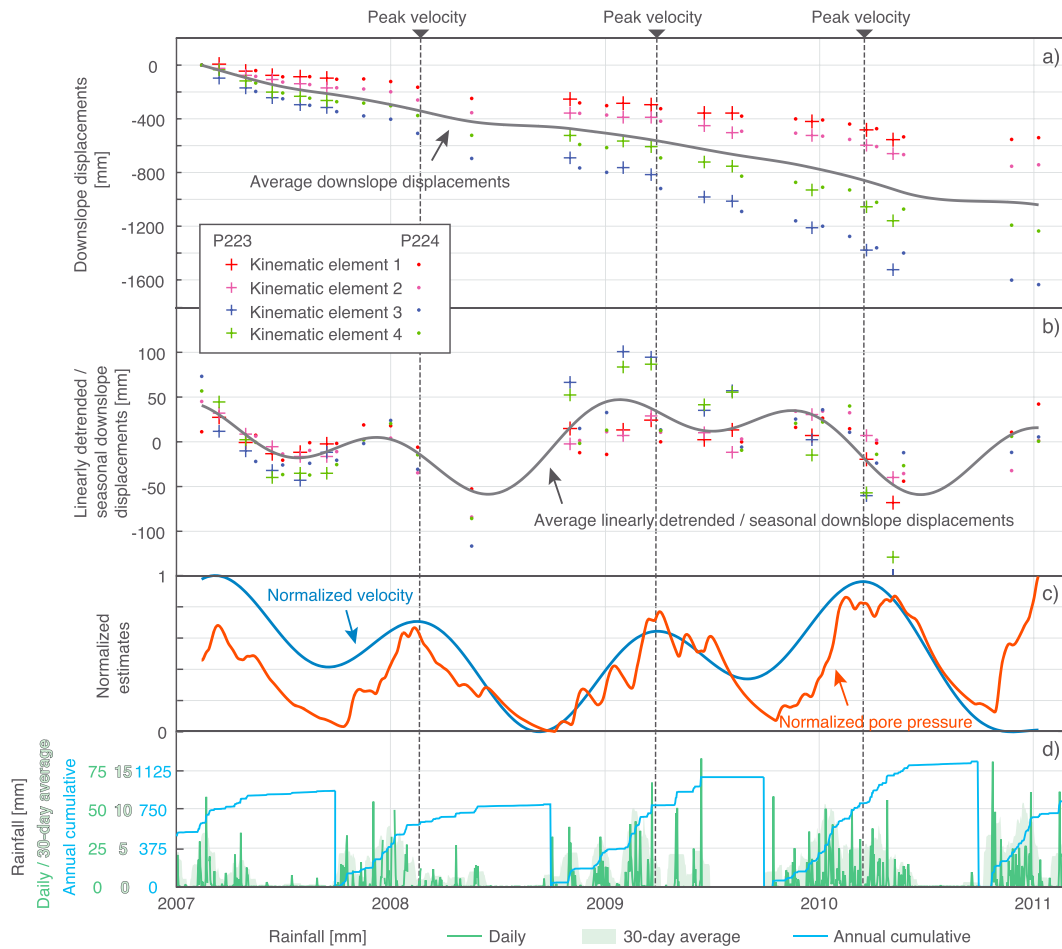 Peak velocity Peak velocity Peak velocity
a)
0
-400
-800
-1200
-1600
Downslope displacements
[mm]
Average downslope displacements
P223 P224
Kinematic element 1
Kinematic element 2
Kinematic element 3
Kinematic element 4
b)
100
50
0
-50
-100
Linearly detrended /
seasonal downslope
displacements [mm]
Average linearly detrended / seasonal downslope displacements
c)
1
0
Normalized
estimates
Normalized velocity
Normalized pore pressure
d)
75 15 1125
50 10 750
25 5 375
0 0 0
Rainfall [mm]
Daily / 30-day average
Annual cumulative
2007 2008 2009 2010 2011
Rainfall [mm] Daily 30-day average Annual cumulative